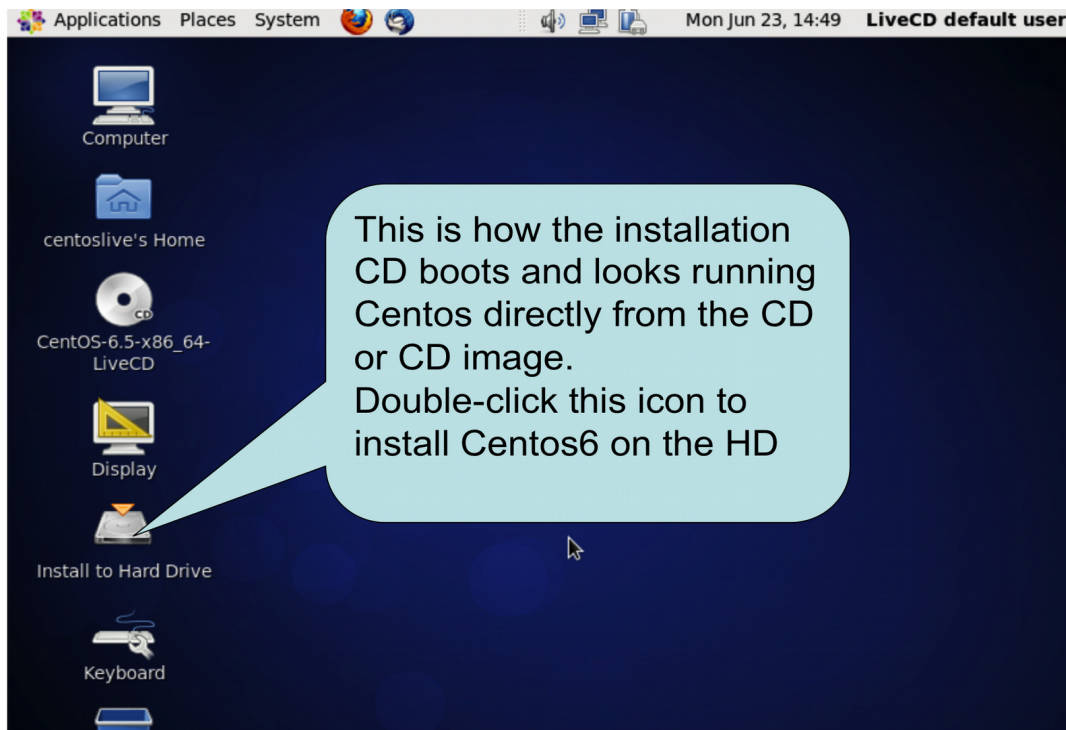 Applications Places System Mon Jun 23, 14:49 LiveCD default user
Computer
centoslive's Home
CD
CentOS-6.5-x86_64-
LiveCD
Display
Install to Hard Drive
Keyboard
This is how the installation
CD boots and looks running
Centos directly from the CD
or CD image.
Double-click this icon to
install Centos6 on the HD